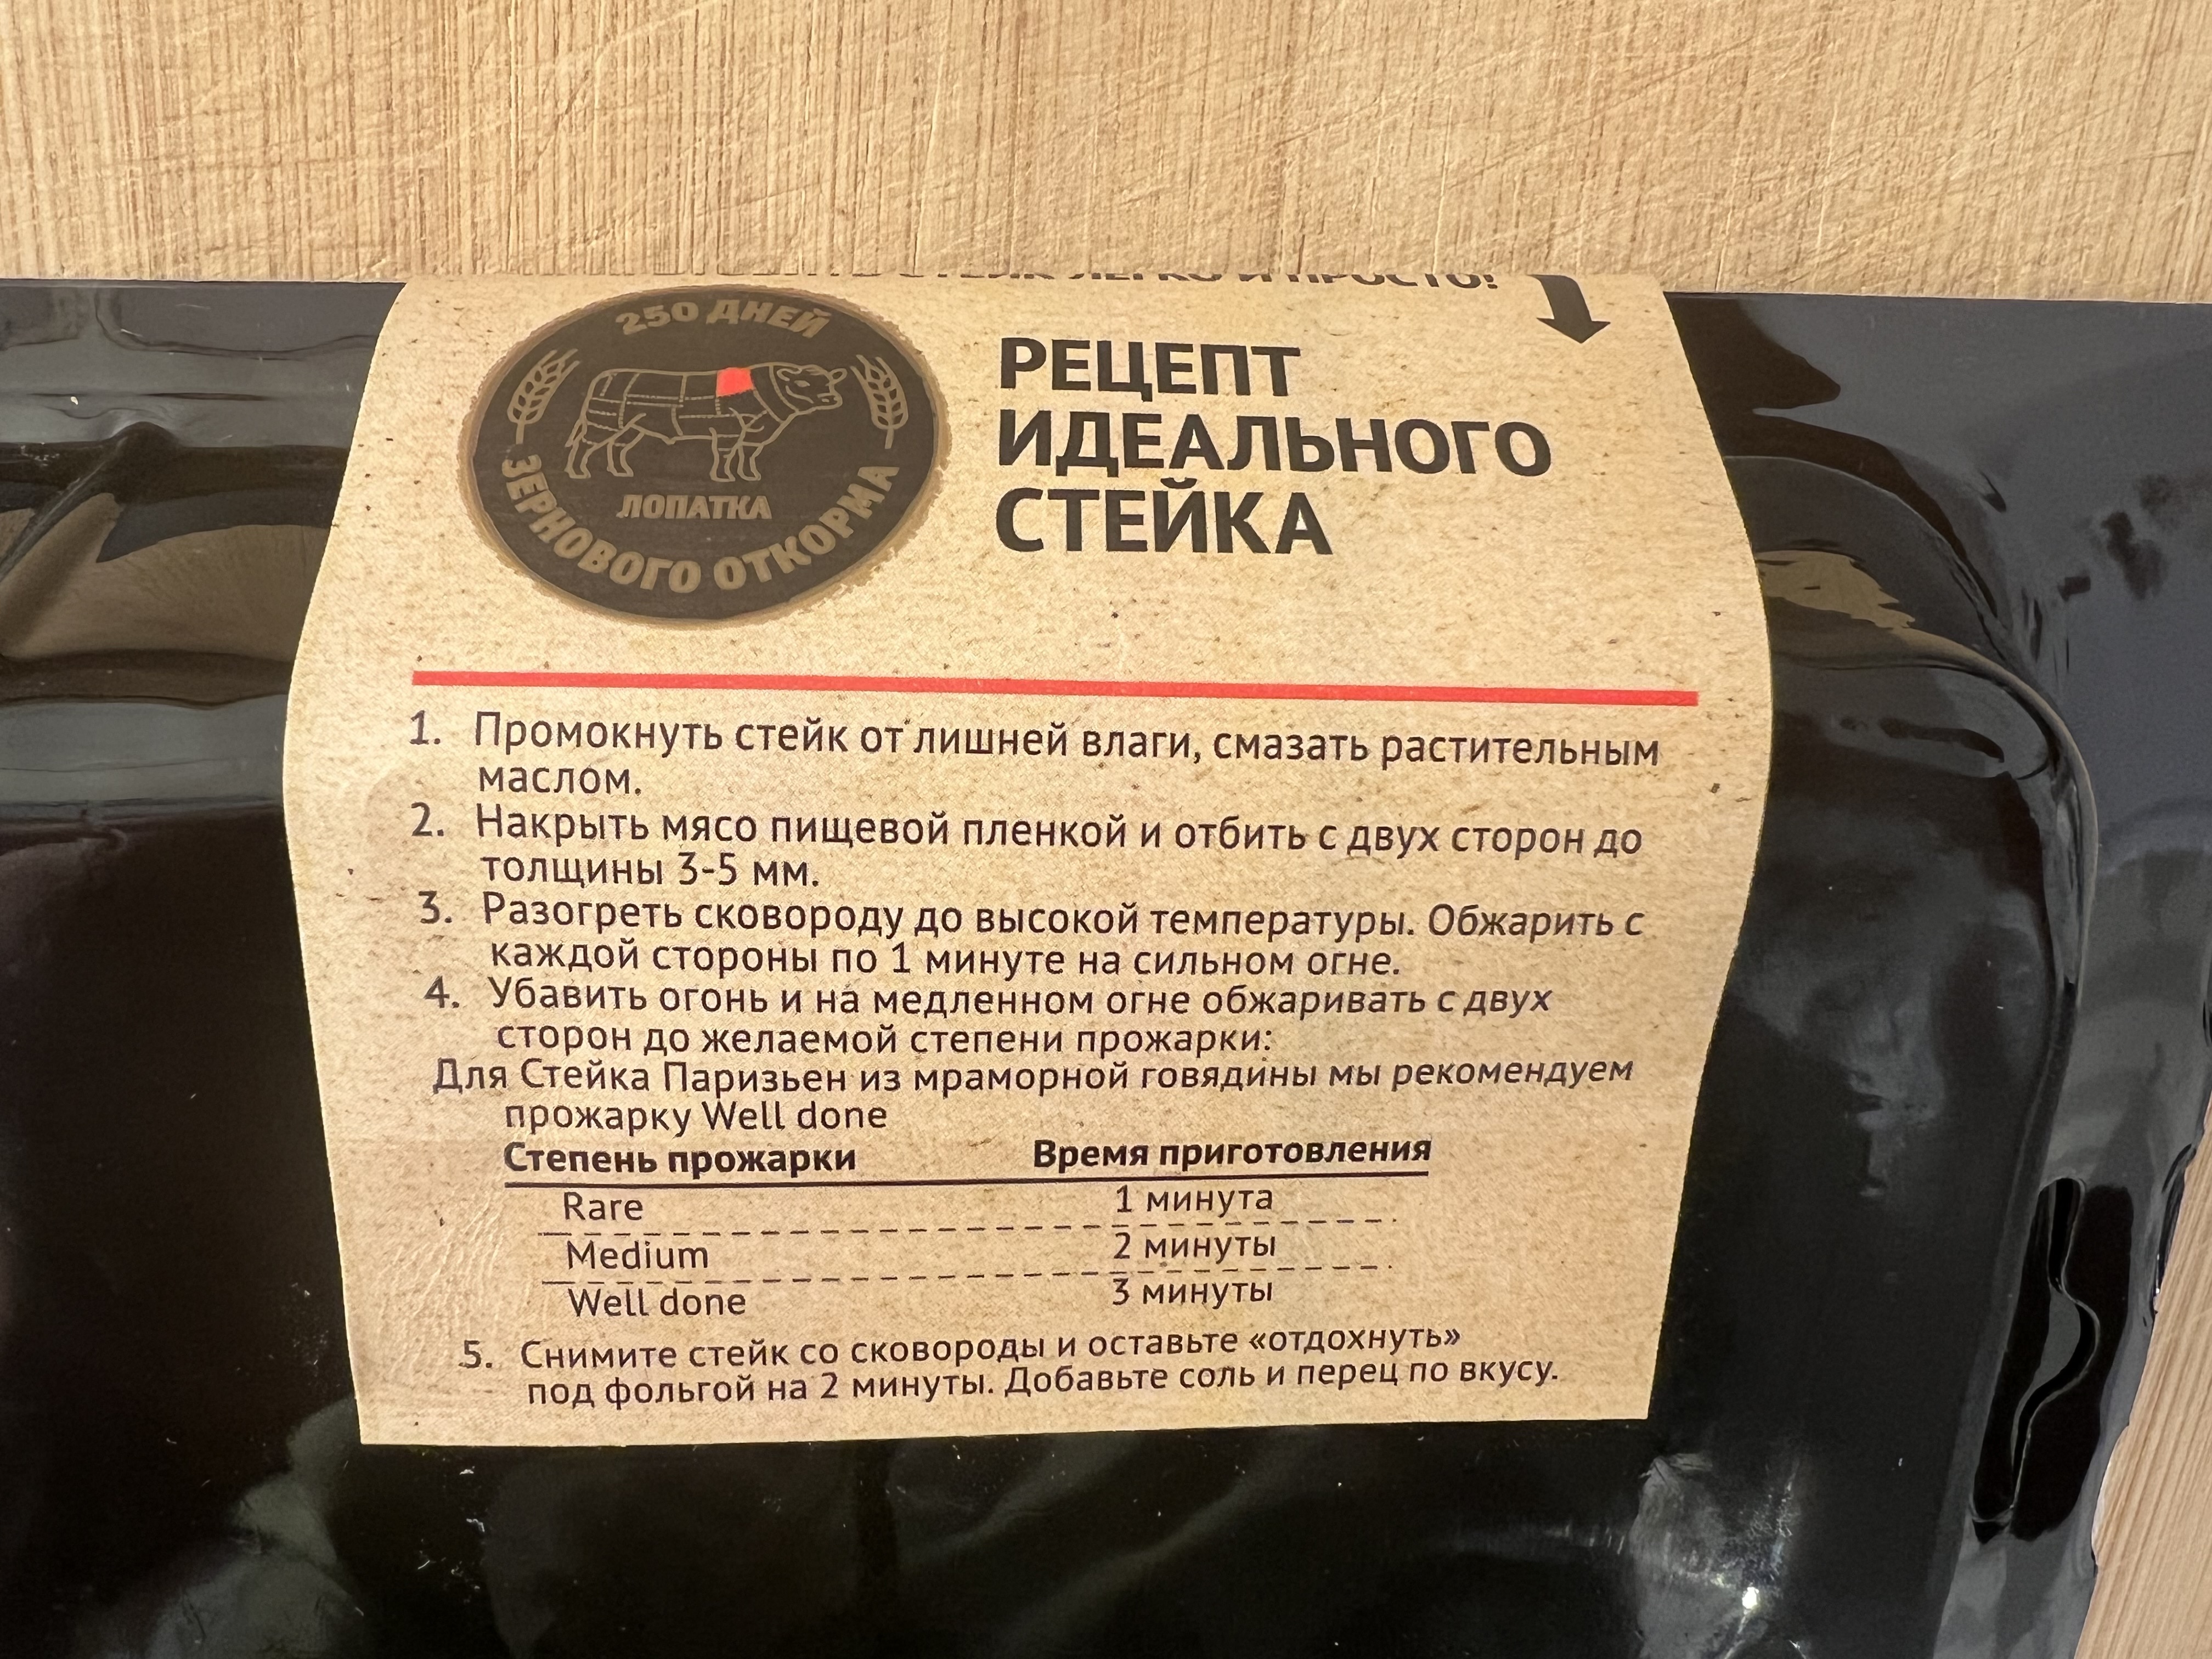 СТЕЙК ЛЕГКО И ПРОСТО!
250 ДНЕЙ
ЛОПАТКА
ЗЕРНОВОГО ОТКОРМА
РЕЦЕПТ
ИДЕАЛЬНОГО
СТЕЙКА
1. Промокнуть стейк от лишней влаги, смазать растительным
маслом.
2. Накрыть мясо пищевой пленкой и отбить с двух сторон до
толщины 3-5 мм.
3. Разогреть сковороду до высокой температуры. Обжарить с
каждой стороны по 1 минуте на сильном огне.
4. Убавить огонь и на медленном огне обжаривать с двух
сторон до желаемой степени прожарки:
Для Стейка Паризьен из мраморной говядины мы рекомендуем
прожарку Well done
Степень прожарки Время приготовления
Rare 1 минута
Medium 2 минуты
Well done 3 минуты
5. Снимите стейк со сковороды и оставьте «отдохнуть»
под фольгой на 2 минуты. Добавьте соль и перец по вкусу.